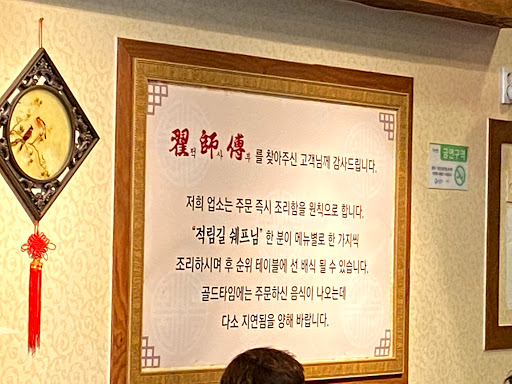 翟적 師사 傅부 를 찾아주신 고객님께 감사드립니다.
저희 업소는 주문 즉시 조리함을 원칙으로 합니다.
“적림길 쉐프님” 한 분이 메뉴별로 한 가지씩
조리하시며 후 순위 테이블에 선 배식 될 수 있습니다.
골드타임에는 주문하신 음식이 나오는데
다소 지연됨을 양해 바랍니다.
금연구역